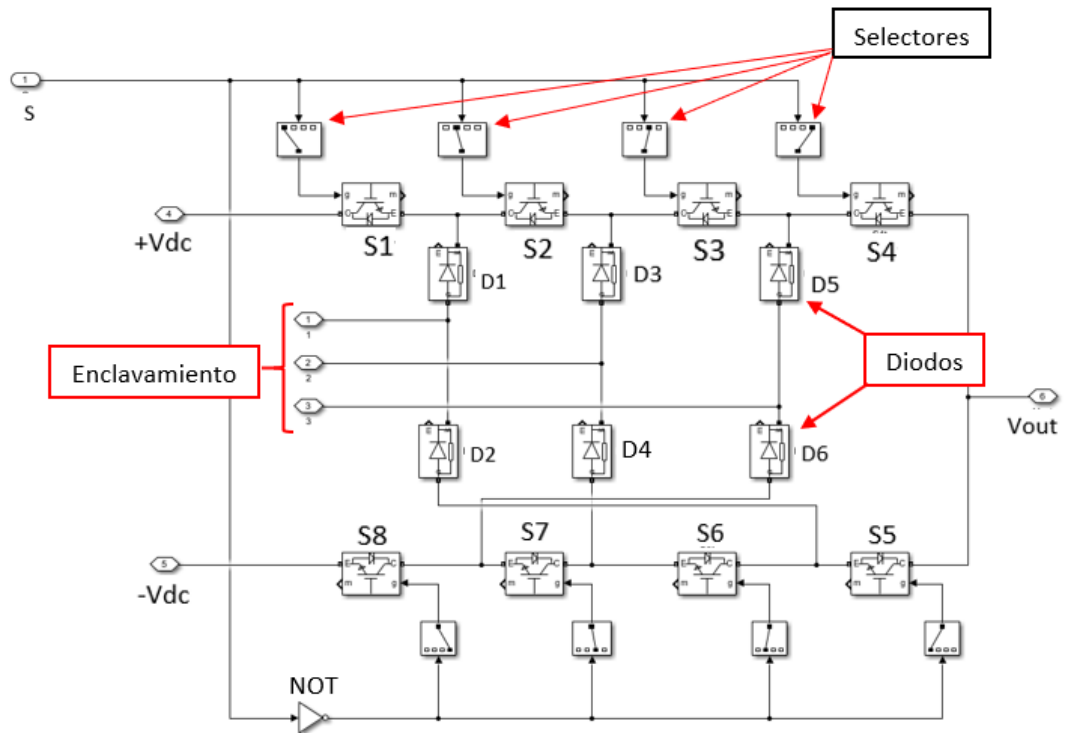 Selectores
1
S
g m
g m
g m
g m
4
C E
C E
C E
C E
+Vdc
S1
S2
S3
S4
D1
D3
D5
1
1
Enclavamiento
2
2
Diodos
3
3
6
Vout
D2
D4
D6
S8
S7
S6
S5
5
E C
E C
E C
E C
-Vdc
m g
m g
m g
m g
NOT